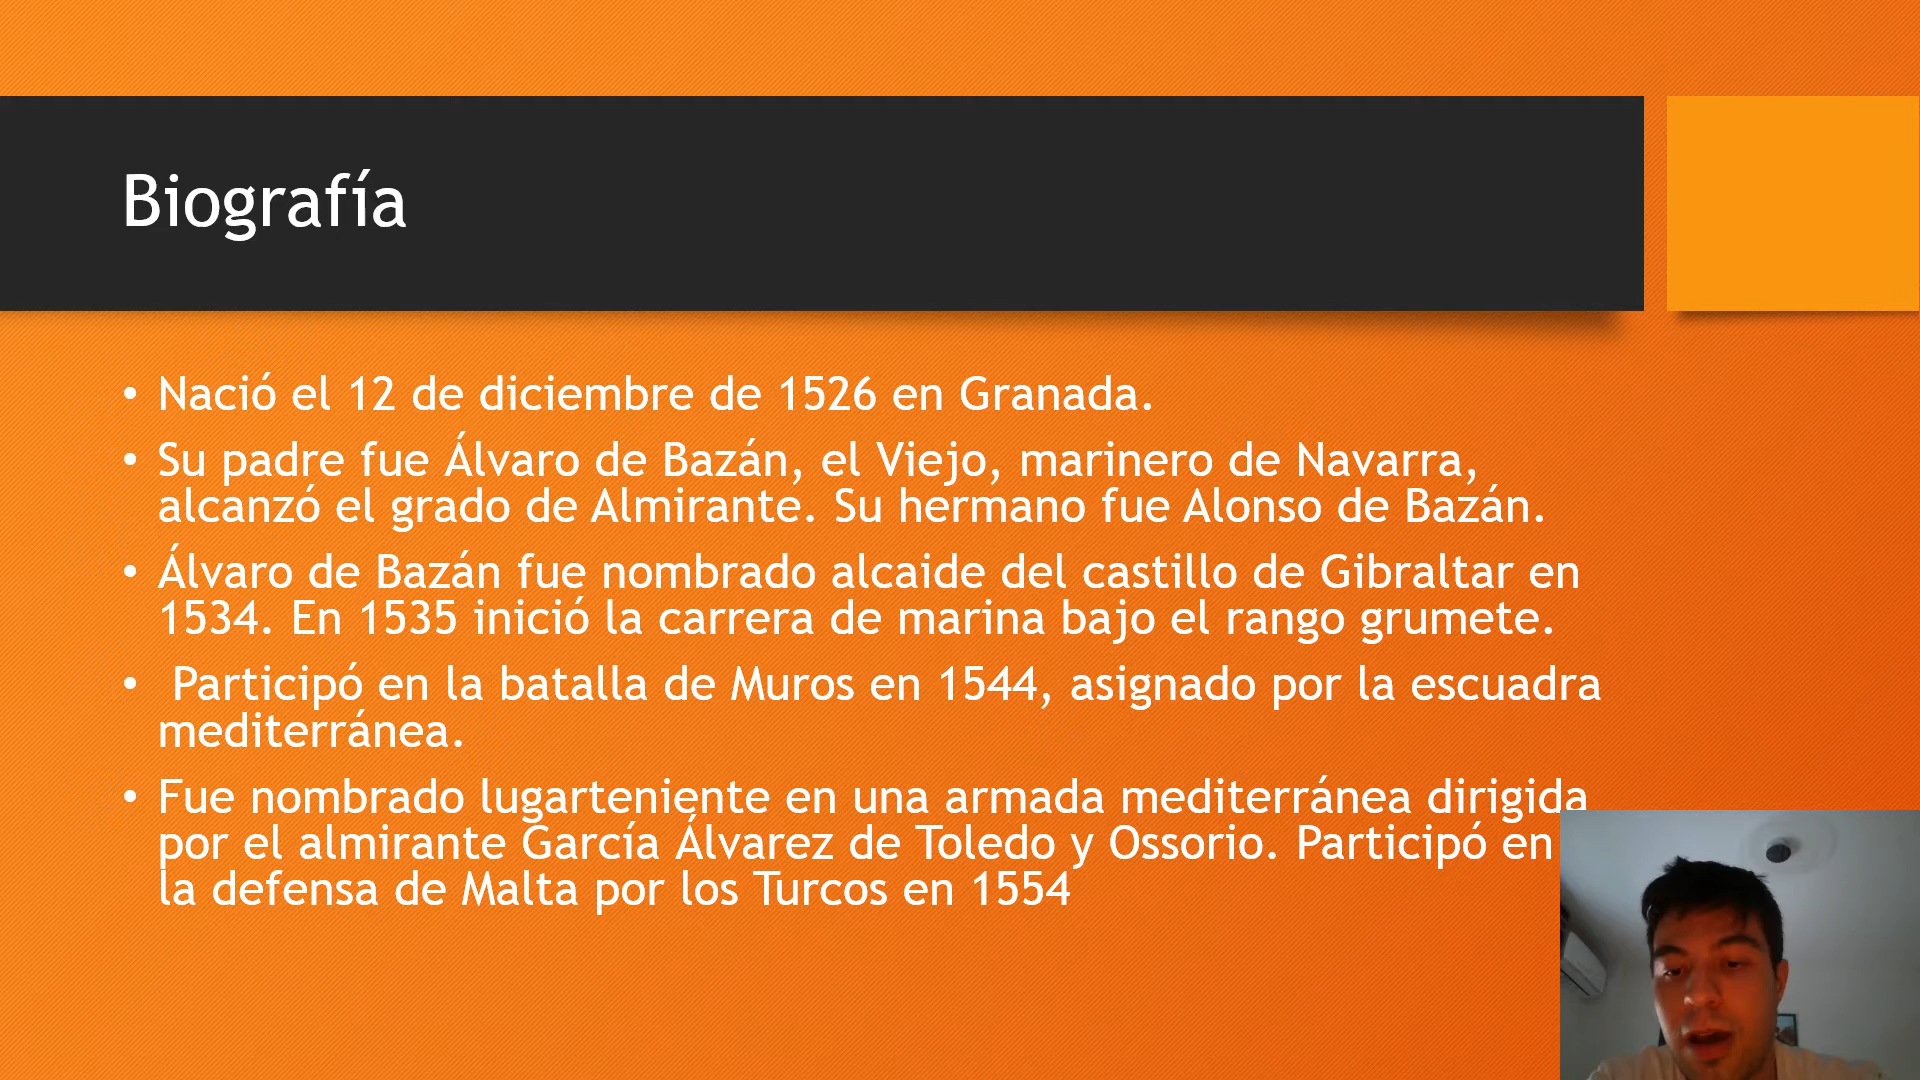 Biografía
• Nació el 12 de diciembre de 1526 en Granada.
• Su padre fue Álvaro de Bazán, el Viejo, marinero de Navarra,
alcanzó el grado de Almirante. Su hermano fue Alonso de Bazán.
• Álvaro de Bazán fue nombrado alcaide del castillo de Gibraltar en
1534. En 1535 inició la carrera de marina bajo el rango grumete.
• Participó en la batalla de Muros en 1544, asignado por la escuadra
mediterránea.
• Fue nombrado lugarteniente en una armada mediterránea dirigida
por el almirante García Álvarez de Toledo y Ossorio. Participó en
la defensa de Malta por los Turcos en 1554